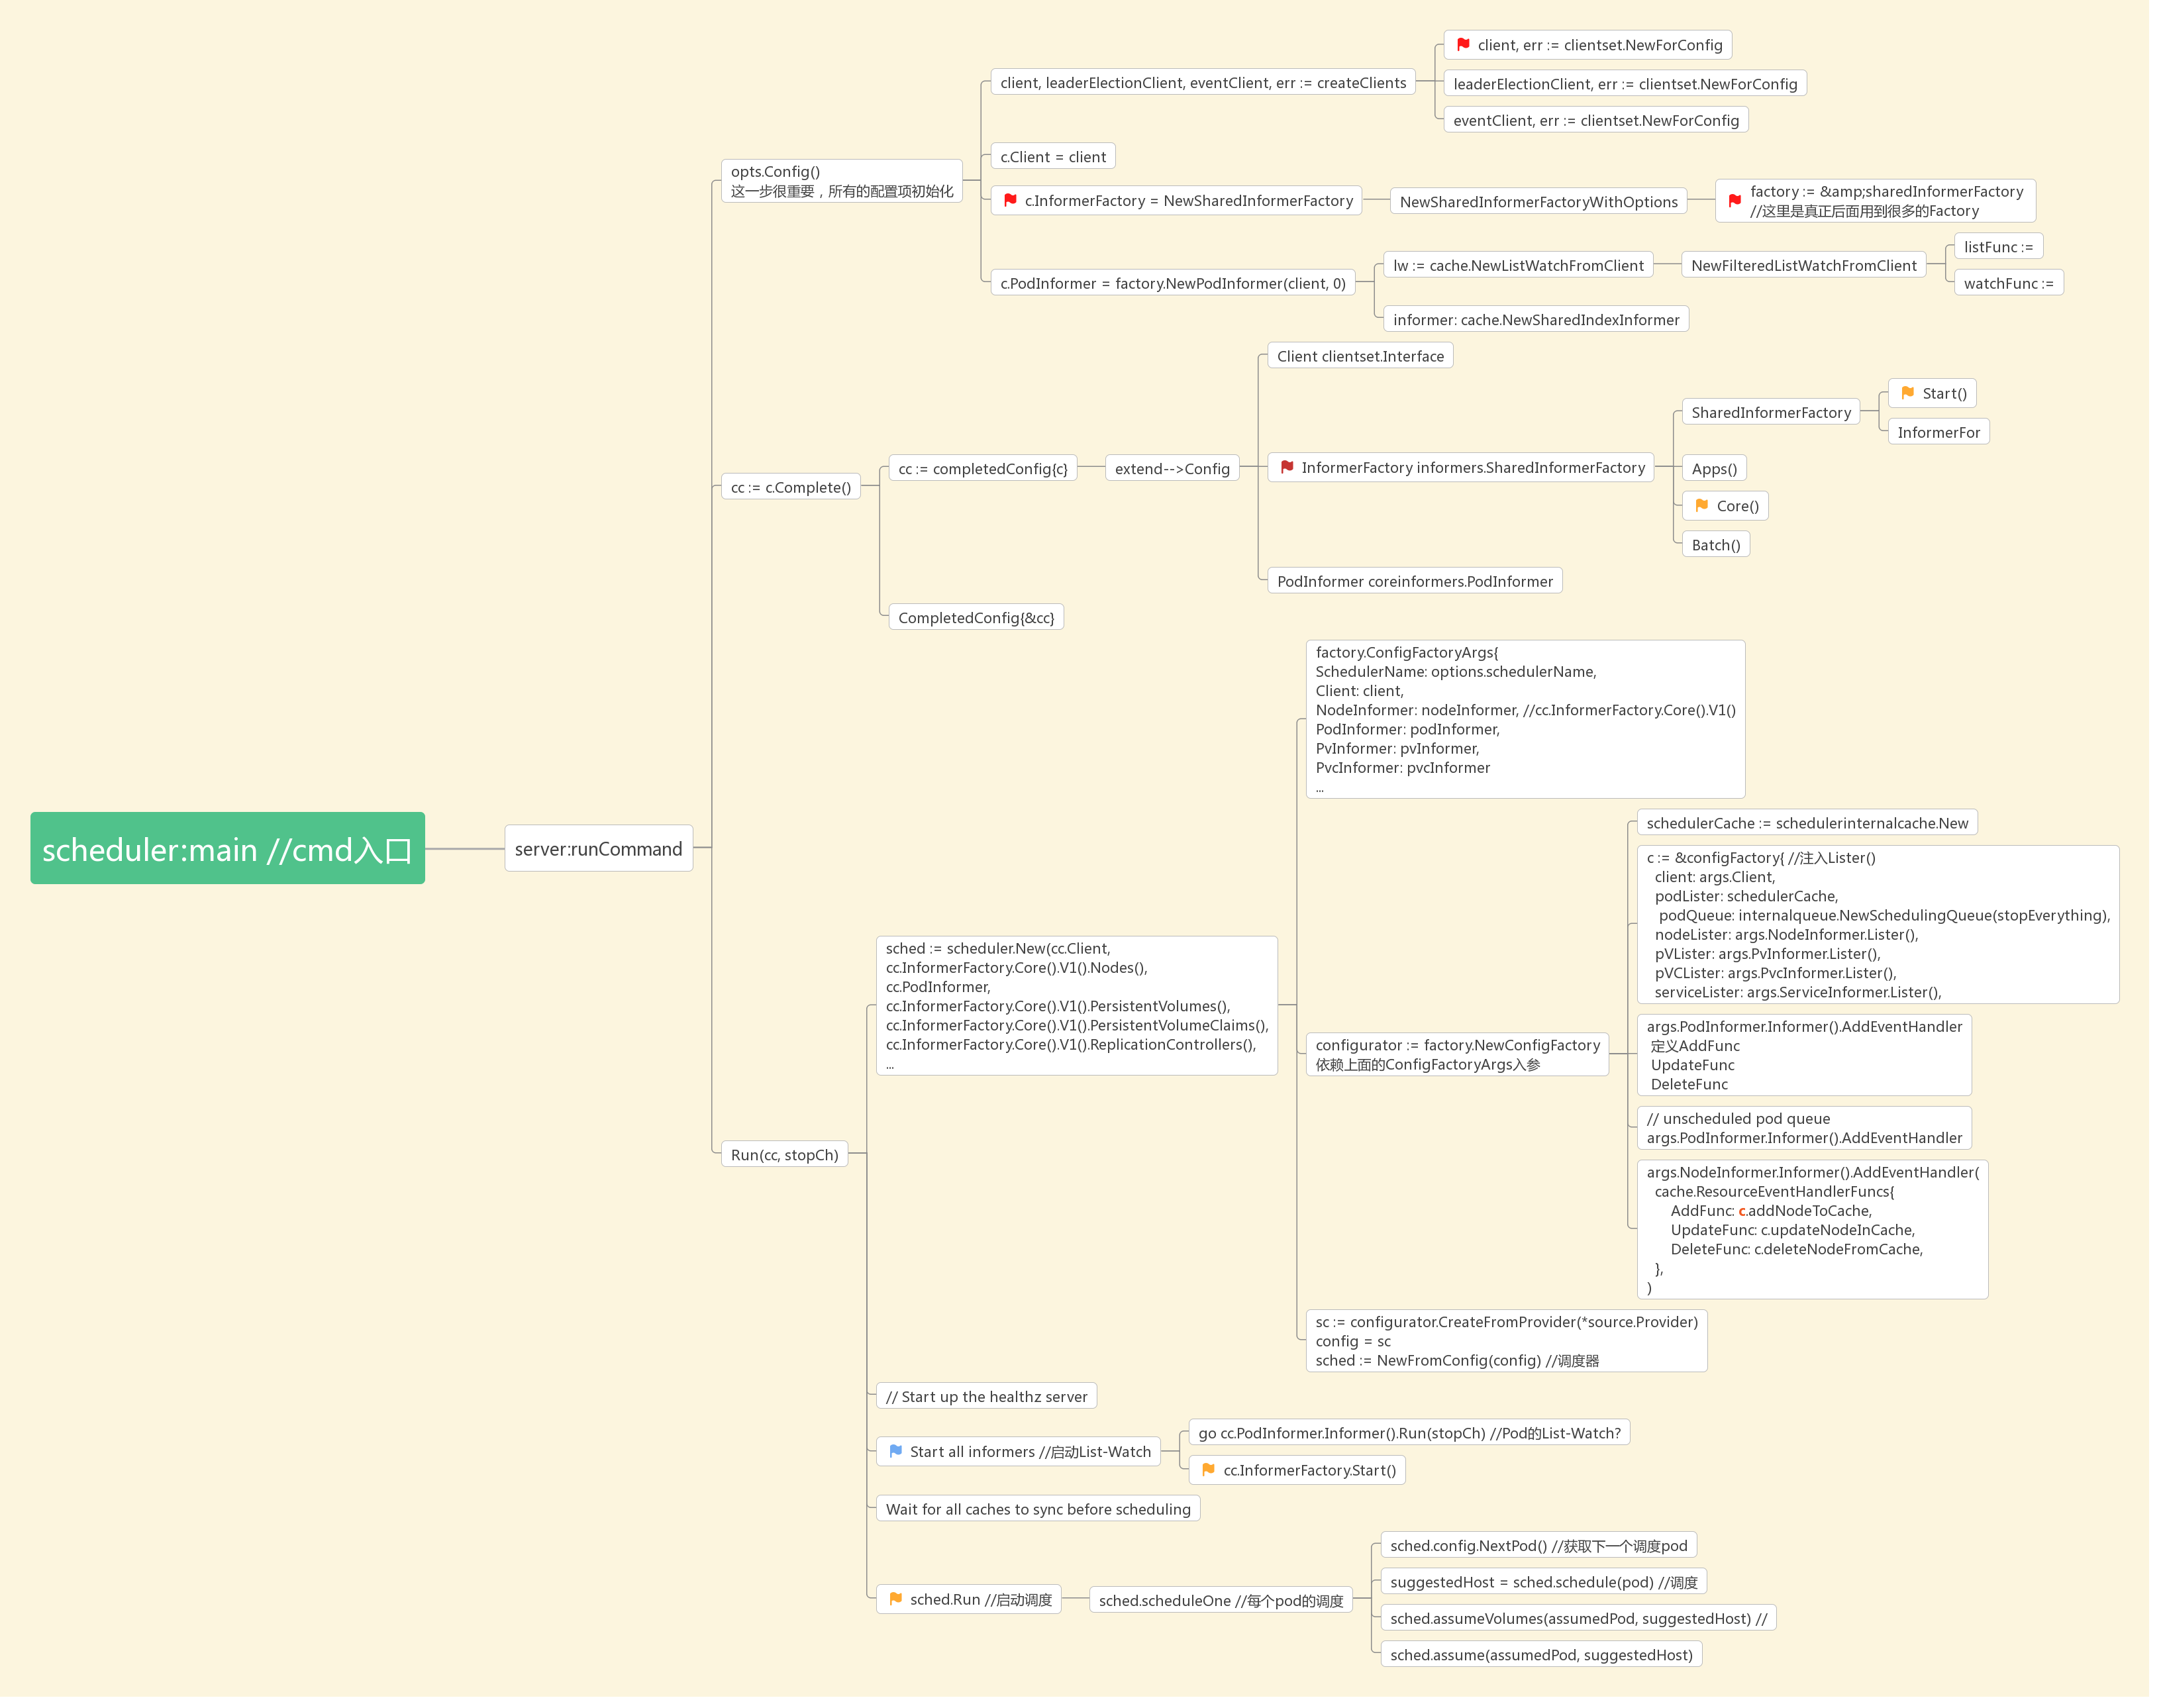 scheduler:main //cmd入口
server:runCommand
opts.Config()
这一步很重要，所有的配置项初始化
client, leaderElectionClient, eventClient, err := createClients
client, err := clientset.NewForConfig
leaderElectionClient, err := clientset.NewForConfig
eventClient, err := clientset.NewForConfig
c.Client = client
c.InformerFactory = NewSharedInformerFactory
NewSharedInformerFactoryWithOptions
factory := &amp;sharedInformerFactory
//这里是真正后面用到很多的Factory
c.PodInformer = factory.NewPodInformer(client, 0)
lw := cache.NewListWatchFromClient
NewFilteredListWatchFromClient
listFunc :=
watchFunc :=
informer: cache.NewSharedIndexInformer
cc := c.Complete()
cc := completedConfig{c}
extend-->Config
Client clientset.Interface
InformerFactory informers.SharedInformerFactory
SharedInformerFactory
Start()
InformerFor
Apps()
Core()
Batch()
PodInformer coreinformers.PodInformer
CompletedConfig{&cc}
Run(cc, stopCh)
sched := scheduler.New(cc.Client,
cc.InformerFactory.Core().V1().Nodes(),
cc.PodInformer,
cc.InformerFactory.Core().V1().PersistentVolumes(),
cc.InformerFactory.Core().V1().PersistentVolumeClaims(),
cc.InformerFactory.Core().V1().ReplicationControllers(),
...
factory.ConfigFactoryArgs{
SchedulerName: options.schedulerName,
Client: client,
NodeInformer: nodeInformer, //cc.InformerFactory.Core().V1()
PodInformer: podInformer,
PvInformer: pvInformer,
PvcInformer: pvcInformer
...
configurator := factory.NewConfigFactory
依赖上面的ConfigFactoryArgs入参
schedulerCache := schedulerinternalcache.New
c := &configFactory{ //注入Lister()
client: args.Client,
podLister: schedulerCache,
podQueue: internalqueue.NewSchedulingQueue(stopEverything),
nodeLister: args.NodeInformer.Lister(),
pVLister: args.PvInformer.Lister(),
pVCLister: args.PvcInformer.Lister(),
serviceLister: args.ServiceInformer.Lister(),
args.PodInformer.Informer().AddEventHandler
定义AddFunc
UpdateFunc
DeleteFunc
// unscheduled pod queue
args.PodInformer.Informer().AddEventHandler
args.NodeInformer.Informer().AddEventHandler(
cache.ResourceEventHandlerFuncs{
AddFunc: c.addNodeToCache,
UpdateFunc: c.updateNodeInCache,
DeleteFunc: c.deleteNodeFromCache,
},
)
sc := configurator.CreateFromProvider(*source.Provider)
config = sc
sched := NewFromConfig(config) //调度器
// Start up the healthz server
Start all informers //启动List-Watch
go cc.PodInformer.Informer().Run(stopCh) //Pod的List-Watch?
cc.InformerFactory.Start()
Wait for all caches to sync before scheduling
sched.Run //启动调度
sched.scheduleOne //每个pod的调度
sched.config.NextPod() //获取下一个调度pod
suggestedHost = sched.schedule(pod) //调度
sched.assumeVolumes(assumedPod, suggestedHost) //
sched.assume(assumedPod, suggestedHost)